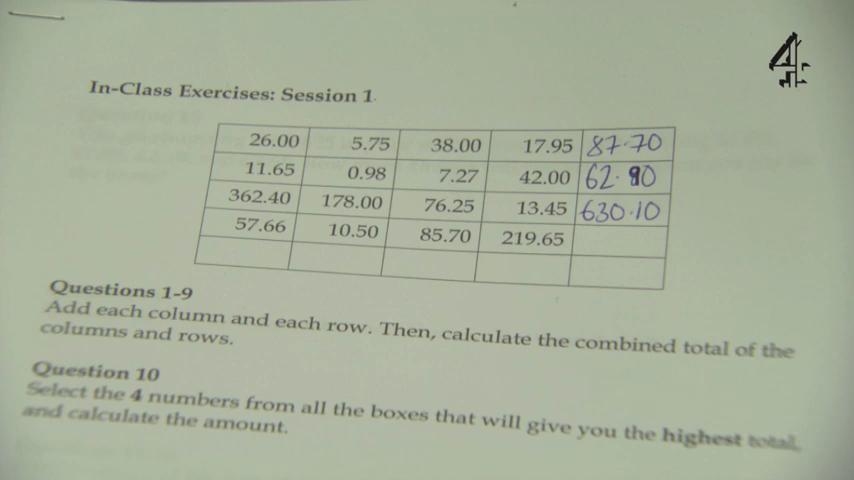 4
In-Class Exercises: Session 1
26.00 5.75 38.00 17.95 87.70
11.65 0.98 7.27 42.00 62.90
362.40 178.00 76.25 13.45 630.10
57.66 10.50 85.70 219.65
Questions 1-9
Add each column and each row. Then, calculate the combined total of the
columns and rows.
Question 10
Select the 4 numbers from all the boxes that will give you the highest total,
and calculate the amount.